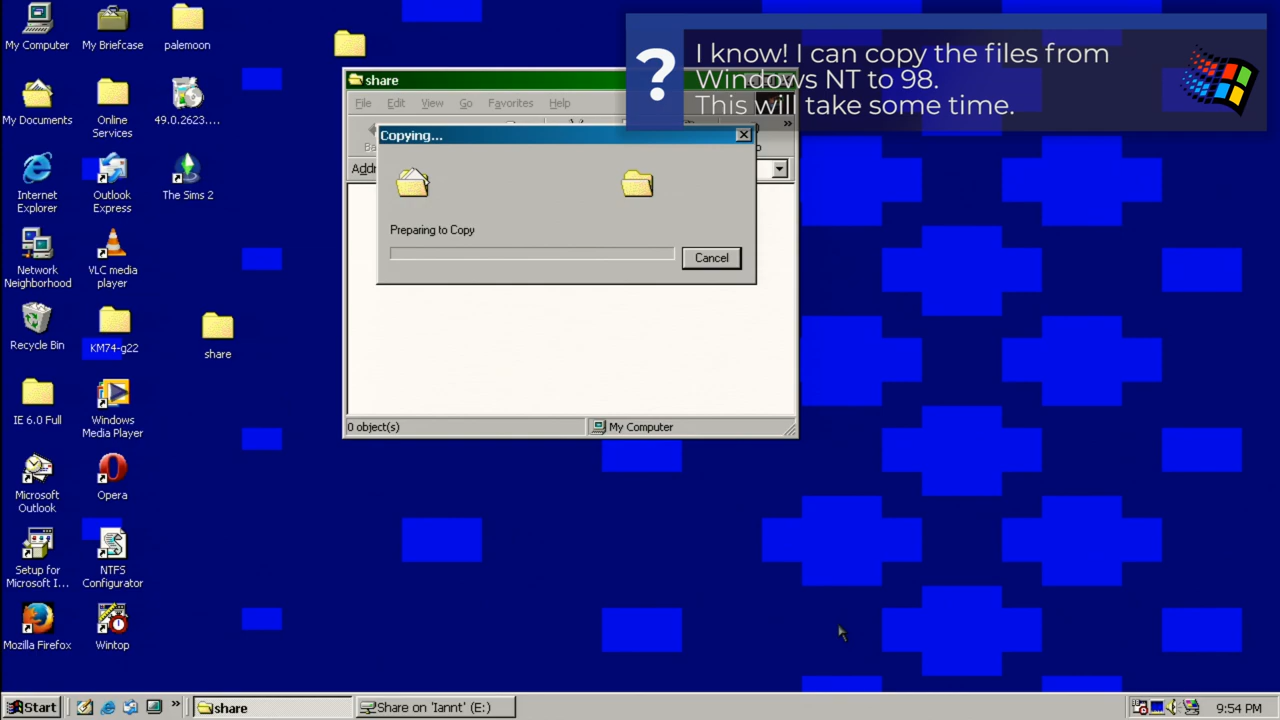 My Computer
My Briefcase
palemoon
My Documents
Online
Services
49.0.2623....
Internet
Explorer
Outlook
Express
The Sims 2
Network
Neighborhood
VLC media
player
Recycle Bin
KM74-g22
share
IE 6.0 Full
Windows
Media Player
Microsoft
Outlook
Opera
Setup for
Microsoft I...
NTFS
Configurator
Mozilla Firefox
Wintop
?
I know! I can copy the files from
Windows NT to 98.
This will take some time.
share
File Edit View Go Favorites Help
»
Copying...
Preparing to Copy
Cancel
0 object(s)
My Computer
Start
»
share
Share on 'Iannt' (E:)
9:54 PM